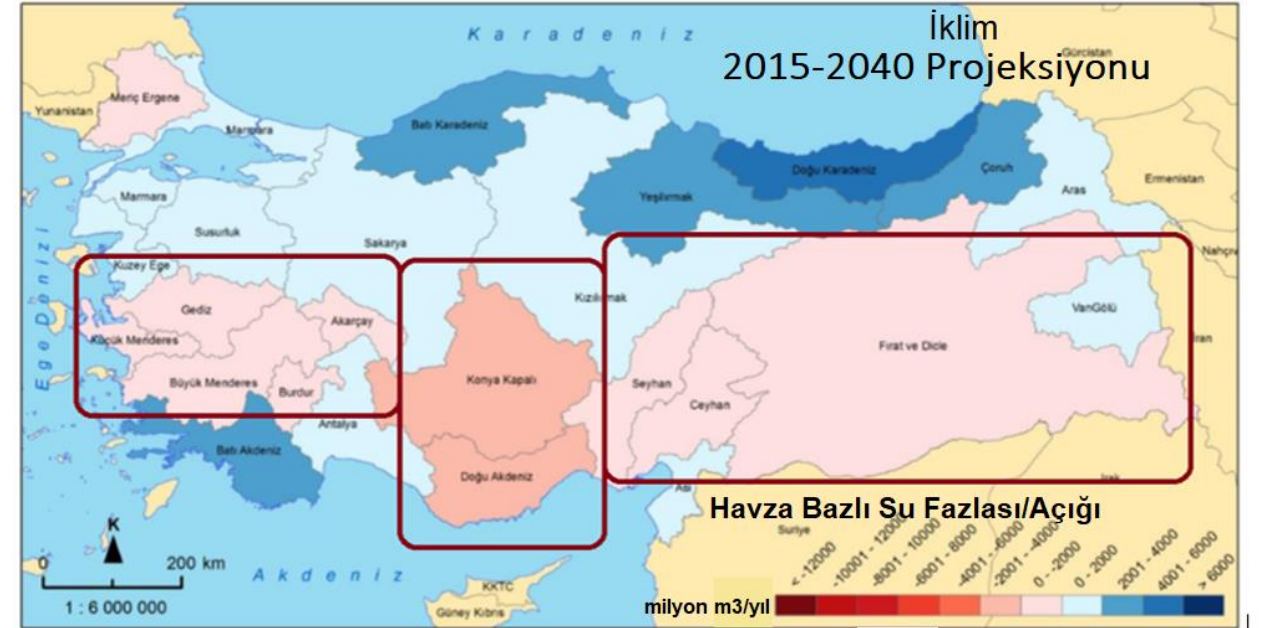 İklim
2015-2040 Projeksiyonu
Karadeniz
Gürcistan
Yunanistan
Meriç Ergene
Marmara
Batı Karadeniz
Doğu Karadeniz
Çoruh
Yeşilırmak
Aras
Ermenistan
Marmara
Susurluk
Sakarya
Ege Denizi
Kuzey Ege
Kızılırmak
VanGölü
Gediz
Akarçay
Küçük Menderes
Fırat ve Dicle
İran
Konya Kapalı
Büyük Menderes
Burdur
Seyhan
Ceyhan
Antalya
Batı Akdeniz
Doğu Akdeniz
Asi
Irak
Havza Bazlı Su Fazlası/Açığı
Suriye
K
0 200 km
1 : 6 000 000
Akdeniz
KKTC
Güney Kıbrıs
milyon m3/yıl
< -12000
-10001 - 12000
-8001 - 10000
-6001 - 8000
-4001 - -6000
-2001 - -4000
0 - -2000
0 - 2000
2001 - 4000
4001 - 6000
> 6000